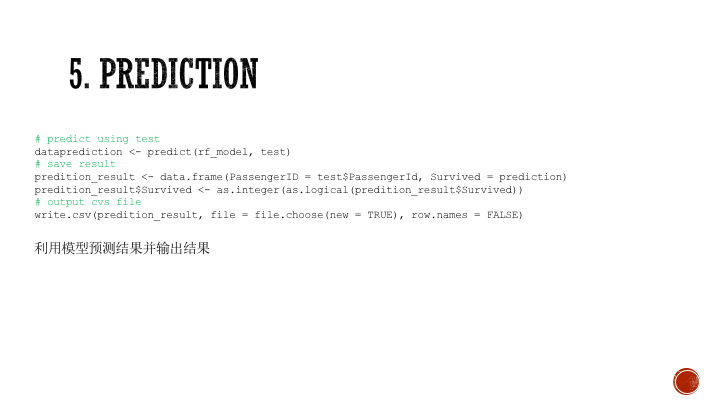 5. PREDICTION
# predict using test
dataprediction <- predict(rf_model, test)
# save result
predition_result <- data.frame(PassengerID = test$PassengerId, Survived = prediction)
predition_result$Survived <- as.integer(as.logical(predition_result$Survived))
# output cvs file
write.csv(predition_result, file = file.choose(new = TRUE), row.names = FALSE)
利用模型预测结果并输出结果